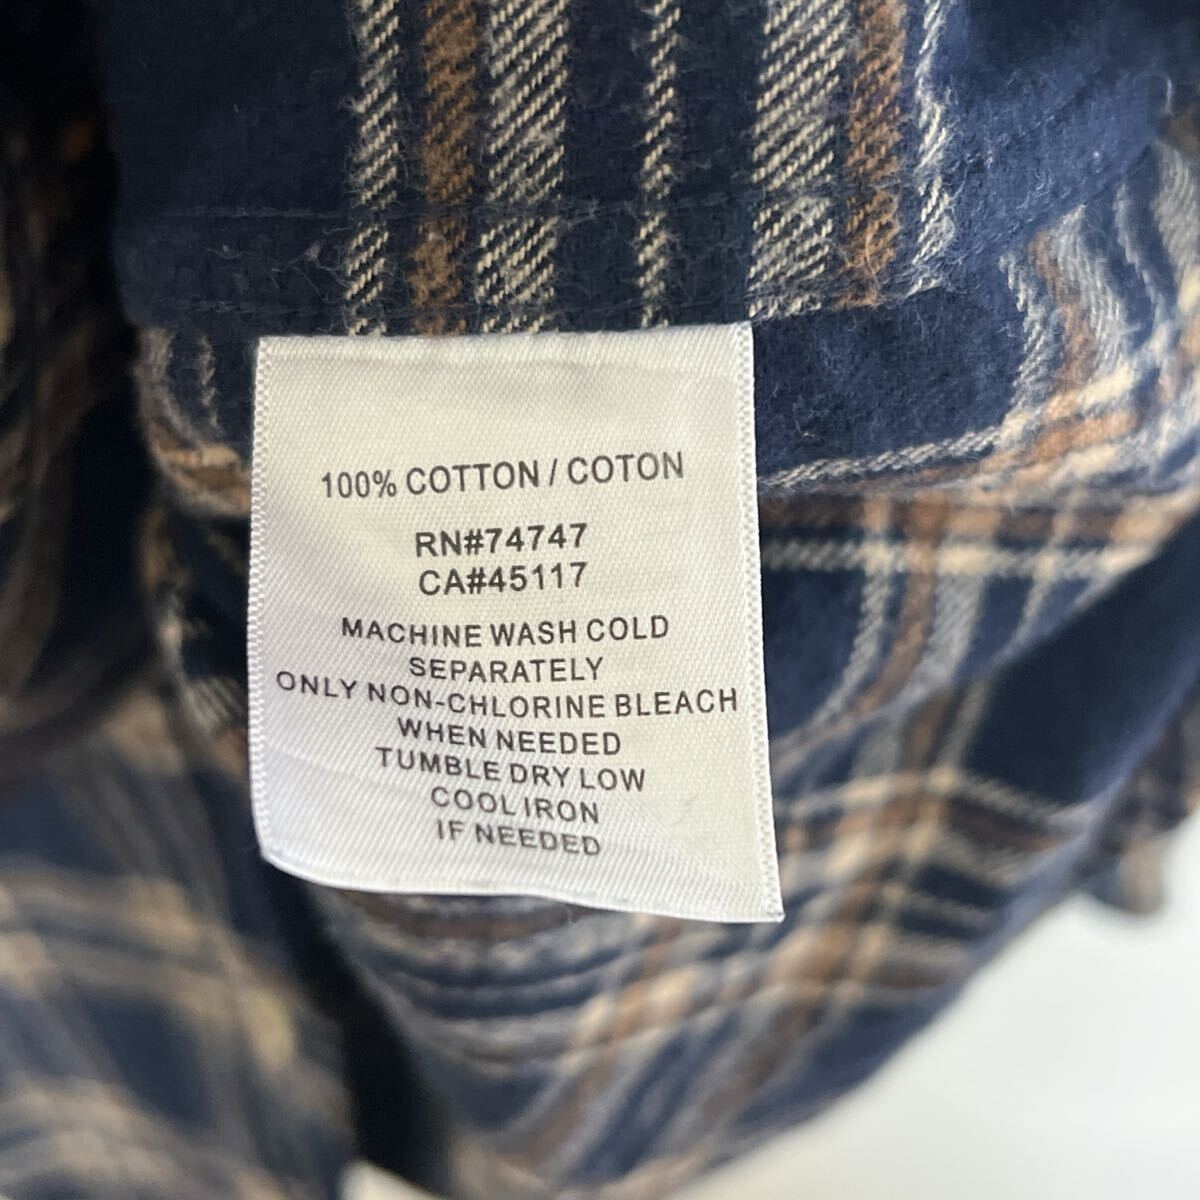 100% COTTON / COTON
RN#74747
CA#45117
MACHINE WASH COLD
SEPARATELY
ONLY NON-CHLORINE BLEACH
WHEN NEEDED
TUMBLE DRY LOW
COOL IRON
IF NEEDED